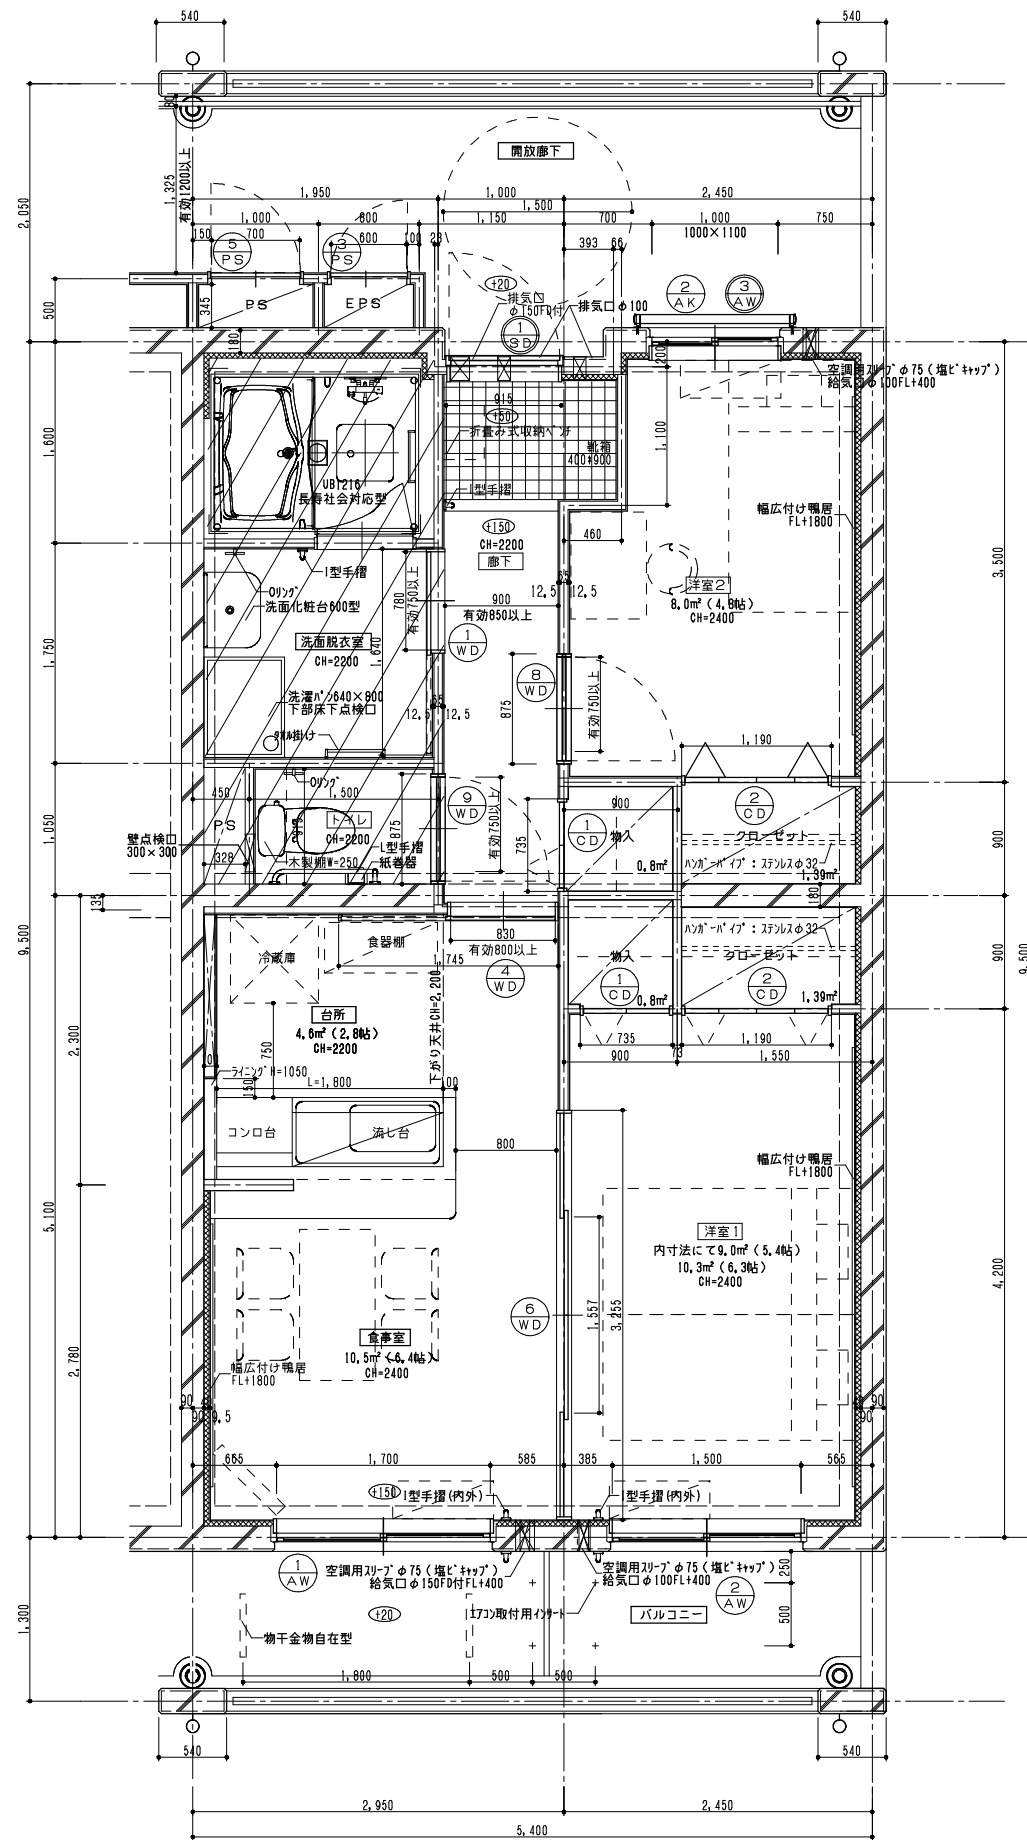 540
540
80
開放廊下
1,325
有効1200以上
1,950
1,000
2,450
1,500
2,050
1,000
800
1,150
700
1,000
750
1000×1100
150
700
600
100
28
393
66
5
PS
3
PS
+20
排気口
φ150FD付
排気口φ100
2
AK
3
AW
1
SD
500
345
PS
EPS
180
200
空調用スリーブφ75(塩ビキャップ)
給気口φ100FL+400
915
+50
折畳み式収納ベンチ
靴箱
400*900
1,100
1,600
UB1216
長寿社会対応型
I型手摺
幅広付け鴨居
FL+1800
+150
CH=2200
廊下
460
3,500
I型手摺
Oリング
洗面化粧台600型
780
有効750以上
65
12.5
12.5
900
有効850以上
洋室2
8.0m²(4.8帖)
CH=2400
洗面脱衣室
CH=2200
1,640
1
WD
1,750
8
WD
875
有効750以上
洗濯パン640×800
下部床下点検口
65
12.5
12.5
タオル掛け
1,190
Oリング
450
1,500
9
WD
有効750以上
735
900
1
CD
物入
2
CD
クローゼット
900
1,050
PS
トイレ
CH=2200
875
壁点検口
300×300
328
木製棚W=250
L型手摺
紙巻器
0.8m²
ハンガーパイプ:ステンレスφ32
1.39m²
180
135
9,500
830
有効800以上
食器棚
1,745
冷蔵庫
4
WD
ハンガーパイプ:ステンレスφ32
物入
クローゼット
1
CD
2
CD
0.8m²
1.39m²
900
9,500
台所
4.6m²(2.8帖)
CH=2200
下がり天井CH=2,200
735
1,190
900
73
1,550
2,300
750
ライニングH=1050
150
L=1,800
100
コンロ台
流し台
800
幅広付け鴨居
FL+1800
5,100
洋室1
内寸法にて9.0m²(5.4帖)
10.3m²(6.3帖)
CH=2400
4,200
6
WD
1,557
3,255
食事室
10.5m²(6.4帖)
CH=2400
幅広付け鴨居
FL+1800
2,780
90
90
9.5
90
90
665
1,700
585
385
1,500
565
+150
I型手摺(内外)
I型手摺(内外)
1
AW
空調用スリーブφ75(塩ビキャップ)
給気口φ150FD付FL+400
空調用スリーブφ75(塩ビキャップ)
給気口φ100FL+400
2
AW
250
500
+20
エアコン取付用インサート
バルコニー
1,300
物干金物自在型
1,800
500
500
540
540
2,950
2,450
5,400